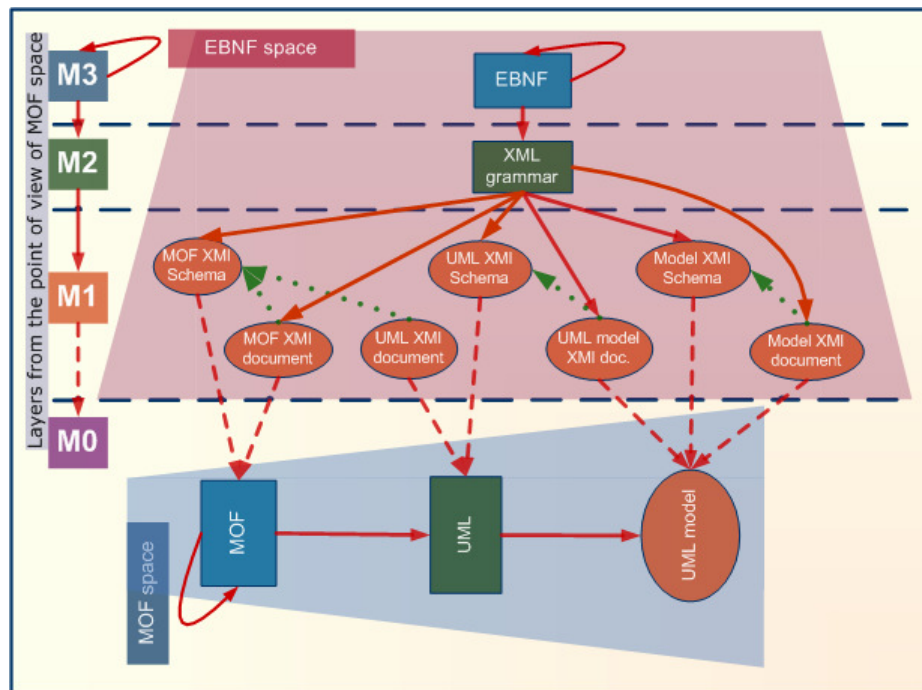 Layers from the point of view of MOF space
M3
EBNF space
EBNF
M2
XML
grammar
M1
MOF XMI
Schema
UML XMI
Schema
Model XMI
Schema
MOF XMI
document
UML XMI
document
UML model
XMI doc.
Model XMI
document
M0
MOF space
MOF
UML
UML model